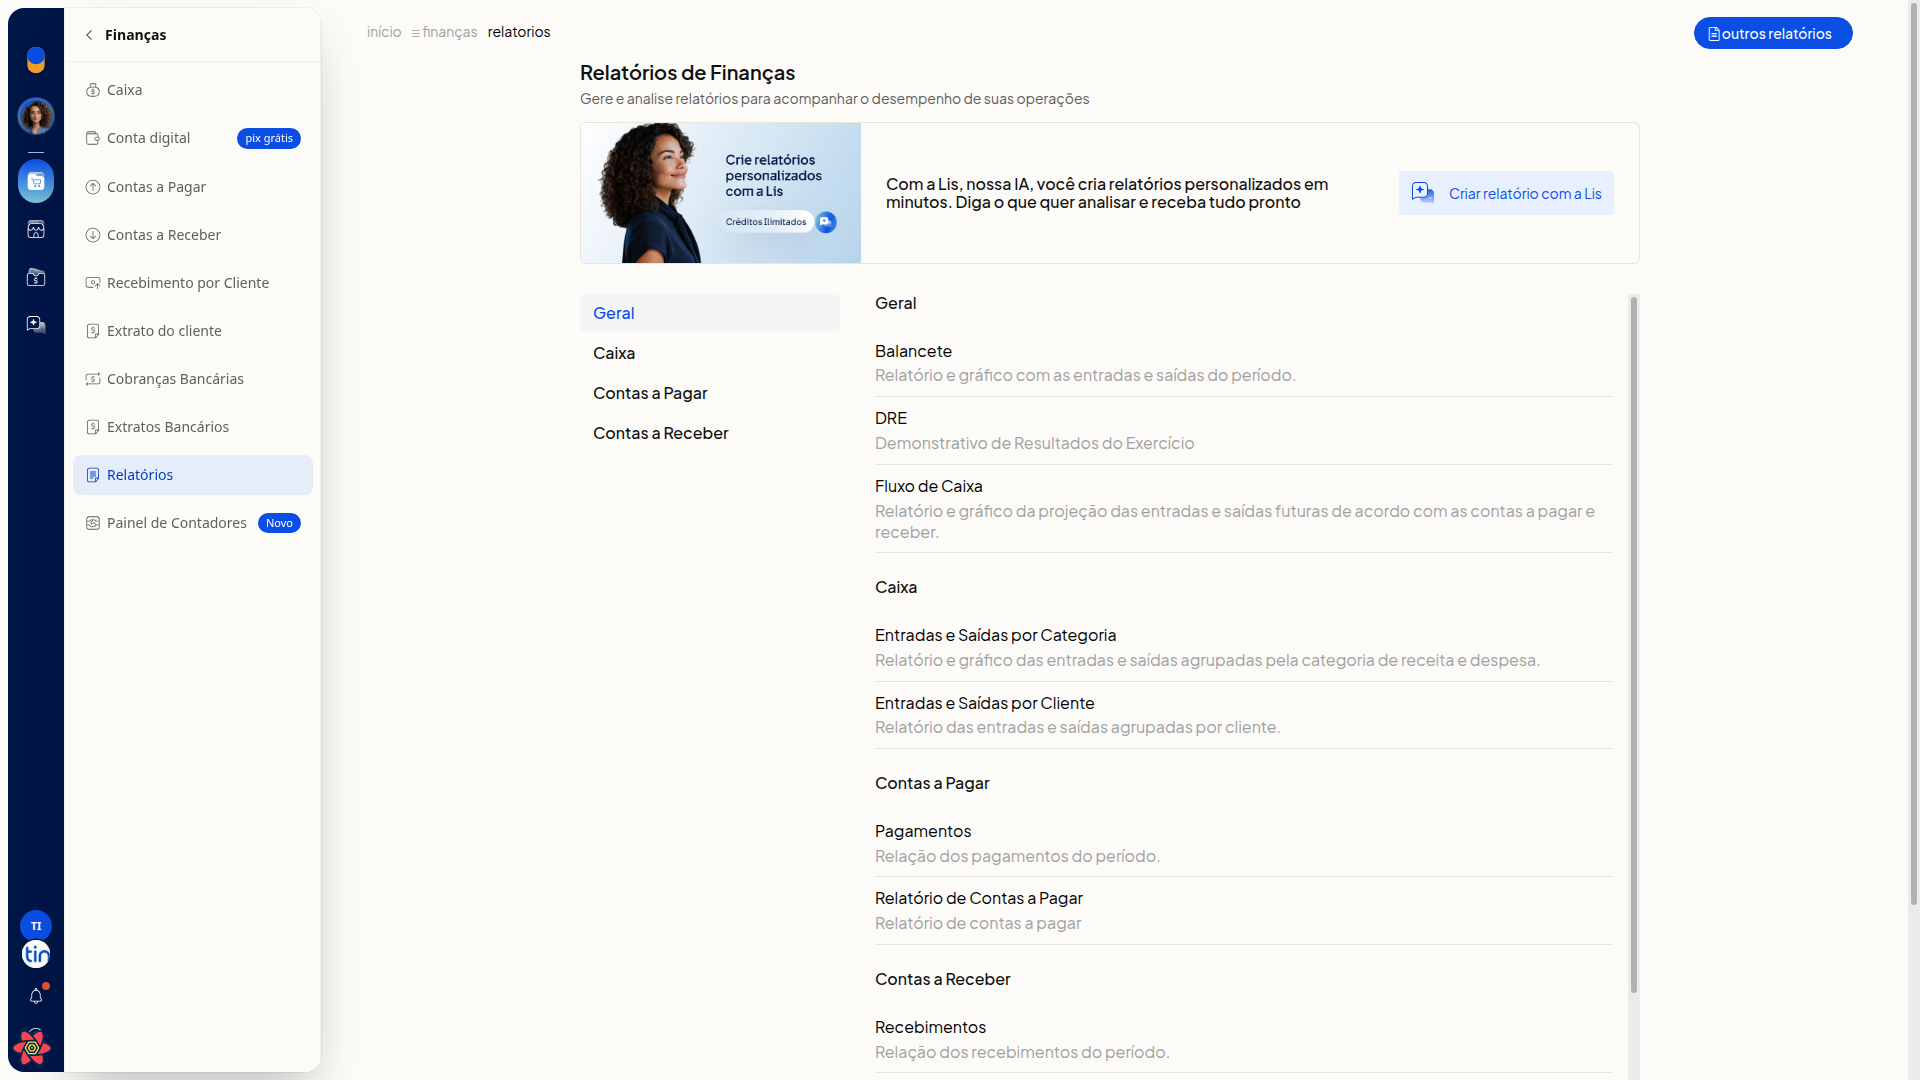 Finanças
Caixa
Conta digital
pix grátis
Contas a Pagar
Contas a Receber
Recebimento por Cliente
Extrato do cliente
Cobranças Bancárias
Extratos Bancários
Relatórios
Painel de Contadores
Novo
TI
tin
início
finanças
relatorios
outros relatórios
Relatórios de Finanças
Gere e analise relatórios para acompanhar o desempenho de suas operações
Crie relatórios
personalizados
com a Lis
Créditos Ilimitados
Com a Lis, nossa IA, você cria relatórios personalizados em
minutos. Diga o que quer analisar e receba tudo pronto
Criar relatório com a Lis
Geral
Caixa
Contas a Pagar
Contas a Receber
Geral
Balancete
Relatório e gráfico com as entradas e saídas do período.
DRE
Demonstrativo de Resultados do Exercício
Fluxo de Caixa
Relatório e gráfico da projeção das entradas e saídas futuras de acordo com as contas a pagar e
receber.
Caixa
Entradas e Saídas por Categoria
Relatório e gráfico das entradas e saídas agrupadas pela categoria de receita e despesa.
Entradas e Saídas por Cliente
Relatório das entradas e saídas agrupadas por cliente.
Contas a Pagar
Pagamentos
Relação dos pagamentos do período.
Relatório de Contas a Pagar
Relatório de contas a pagar
Contas a Receber
Recebimentos
Relação dos recebimentos do período.